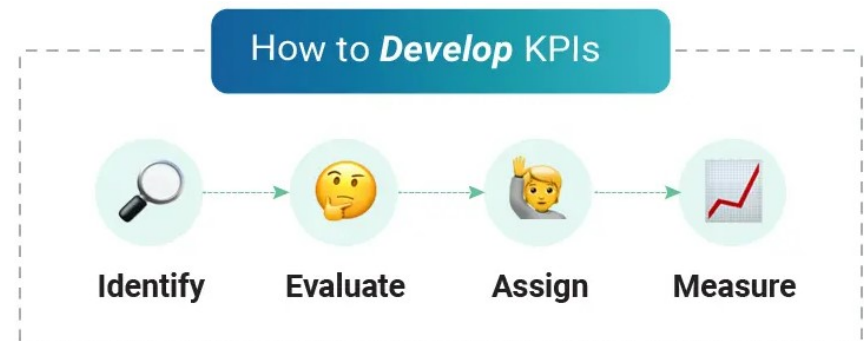 How to Develop KPIs
Identify Evaluate Assign Measure